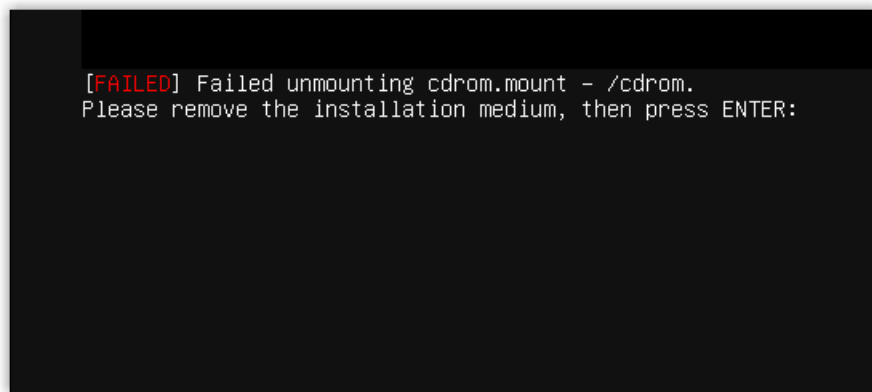 [FAILED] Failed unmounting cdrom.mount – /cdrom.
Please remove the installation medium, then press ENTER: